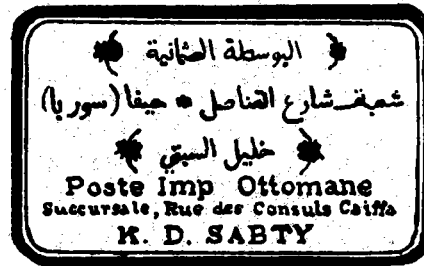 البوسطة العثمانية
شعبة شارع القناصل * حيفا (سوريا)
خليل السبتي
Poste Imp Ottomane
Succursale, Rue des Consuls Caiffa
K. D. SABTY